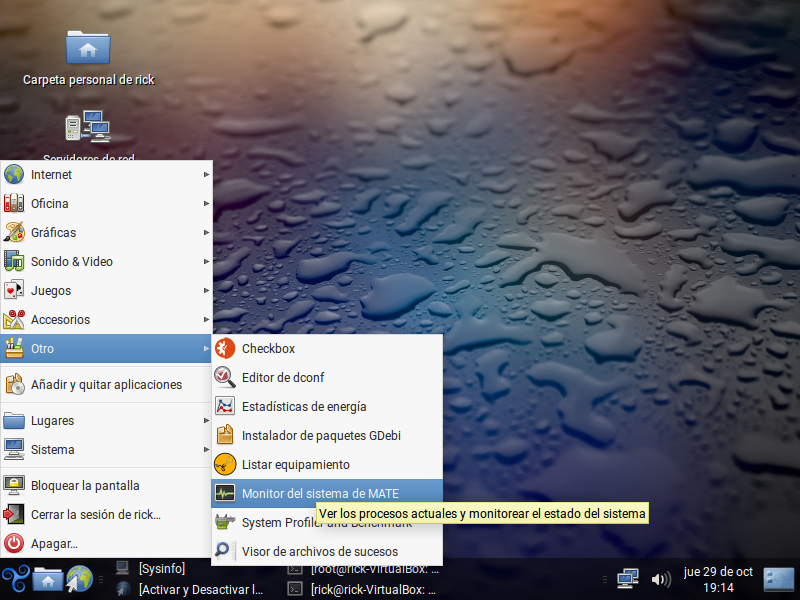 Carpeta personal de rick
Servidores de red
Internet
Oficina
Gráficas
Sonido & Video
Juegos
Accesorios
Otro
Añadir y quitar aplicaciones
Lugares
Sistema
Bloquear la pantalla
Cerrar la sesión de rick...
Apagar...
Checkbox
Editor de dconf
Estadísticas de energía
Instalador de paquetes GDebi
Listar equipamiento
Monitor del sistema de MATE
Ver los procesos actuales y monitorear el estado del sistema
System Profiler and Benchmark
Visor de archivos de sucesos
[Sysinfo]
[root@rick-VirtualBox: ...
[Activar y Desactivar l...
[rick@rick-VirtualBox: ...
jue 29 de oct
19:14